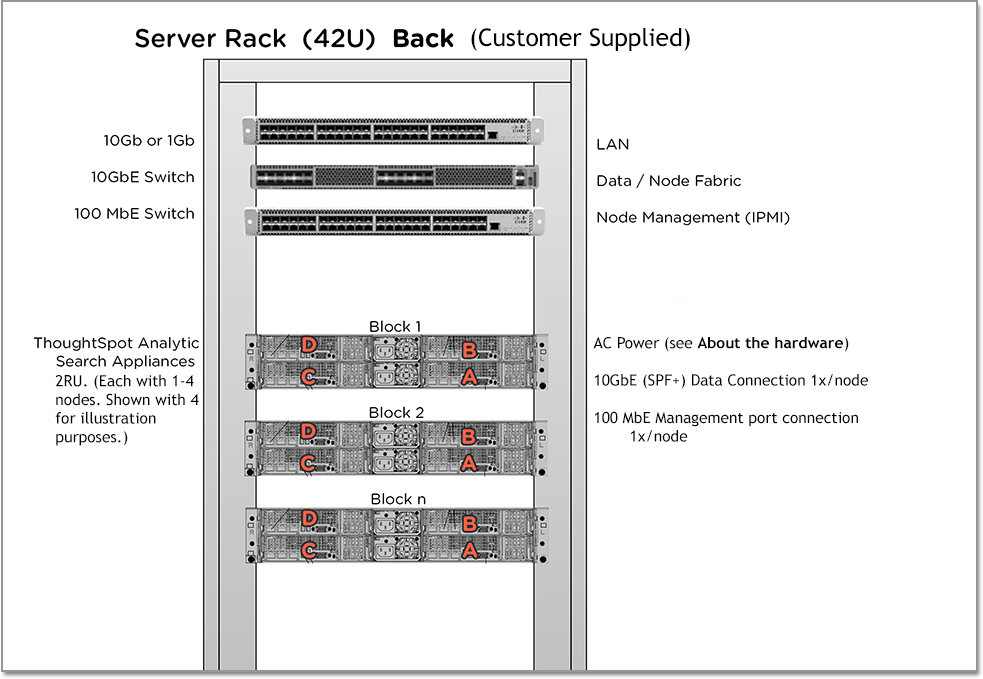 Server Rack (42U) Back (Customer Supplied)
10Gb or 1Gb
LAN
10GbE Switch
Data / Node Fabric
100 MbE Switch
Node Management (IPMI)
ThoughtSpot Analytic
Search Appliances
2RU. (Each with 1-4
nodes. Shown with 4
for illustration
purposes.)
Block 1
D B
C A
Block 2
D B
C A
Block n
D B
C A
AC Power (see About the hardware)
10GbE (SPF+) Data Connection 1x/node
100 MbE Management port connection
1x/node